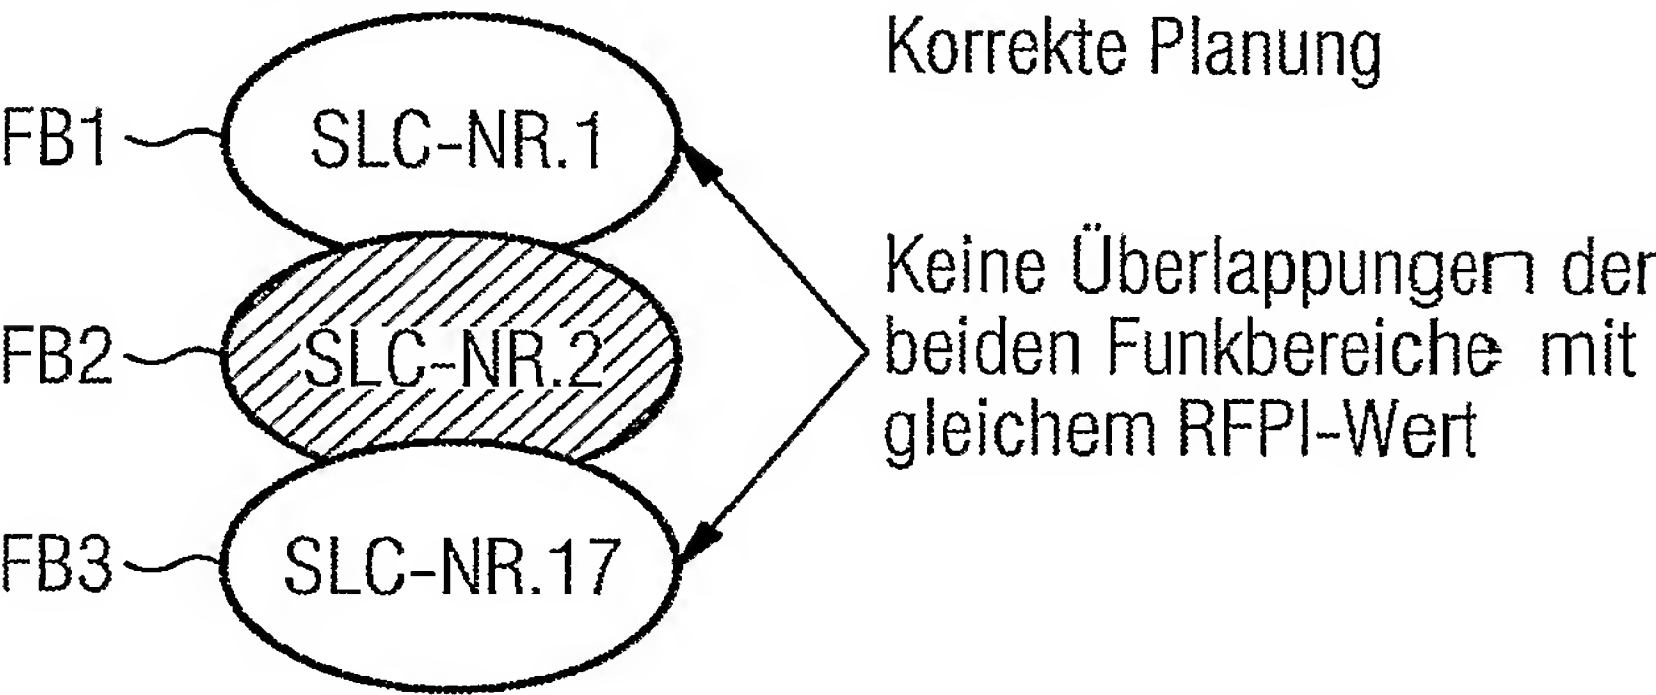 Korrekte Planung
FB1
SLC-NR.1
Keine Überlappungen der
beiden Funkbereiche mit
gleichem RFPI-Wert
FB2
SLC-NR.2
FB3
SLC-NR.17